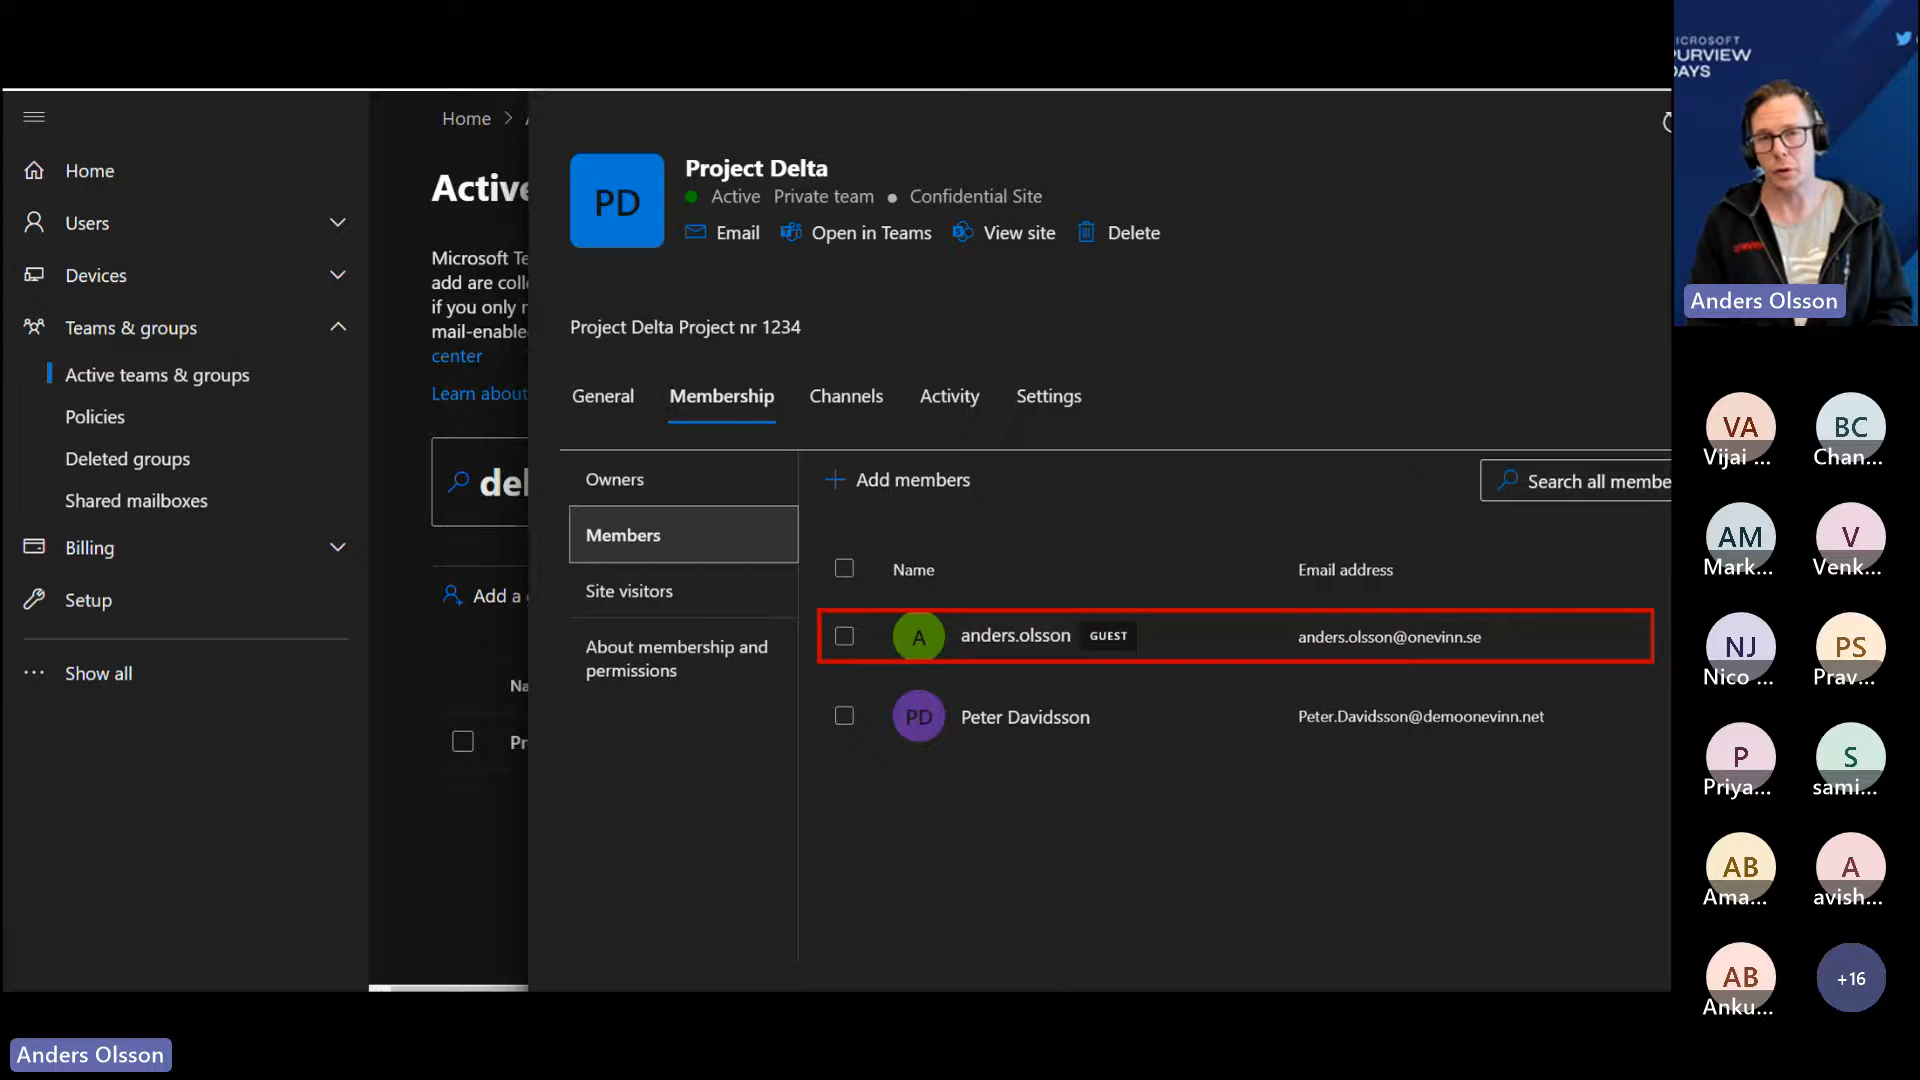 Home
Users
Devices
Teams & groups
Active teams & groups
Policies
Deleted groups
Shared mailboxes
Billing
Setup
Show all
Home
Active
Microsoft Te
add are coll
if you only
mail-enable
center
Learn about
del
Add a
Na
Pr
PD
Project Delta
Active Private team ● Confidential Site
Email Open in Teams View site Delete
Project Delta Project nr 1234
General Membership Channels Activity Settings
Owners
Members
Site visitors
About membership and
permissions
Add members
Search all membe
Name Email address
A anders.olsson GUEST anders.olsson@onevinn.se
PD Peter Davidsson Peter.Davidsson@demoonevinn.net
ICROSOFT
PURVIEW
DAYS
Anders Olsson
VA
Vijai ...
BC
Chan...
AM
Mark...
V
Venk...
NJ
Nico ...
PS
Prav...
P
Priya...
S
sami...
AB
Ama...
A
avish...
AB
Anku...
+16
Anders Olsson